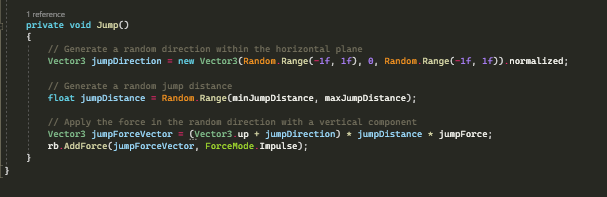 1 reference
private void Jump()
{
// Generate a random direction within the horizontal plane
Vector3 jumpDirection = new Vector3(Random.Range(-1f, 1f), 0, Random.Range(-1f, 1f)).normalized;
// Generate a random jump distance
float jumpDistance = Random.Range(minJumpDistance, maxJumpDistance);
// Apply the force in the random direction with a vertical component
Vector3 jumpForceVector = (Vector3.up + jumpDirection) * jumpDistance * jumpForce;
rb.AddForce(jumpForceVector, ForceMode.Impulse);
}
}